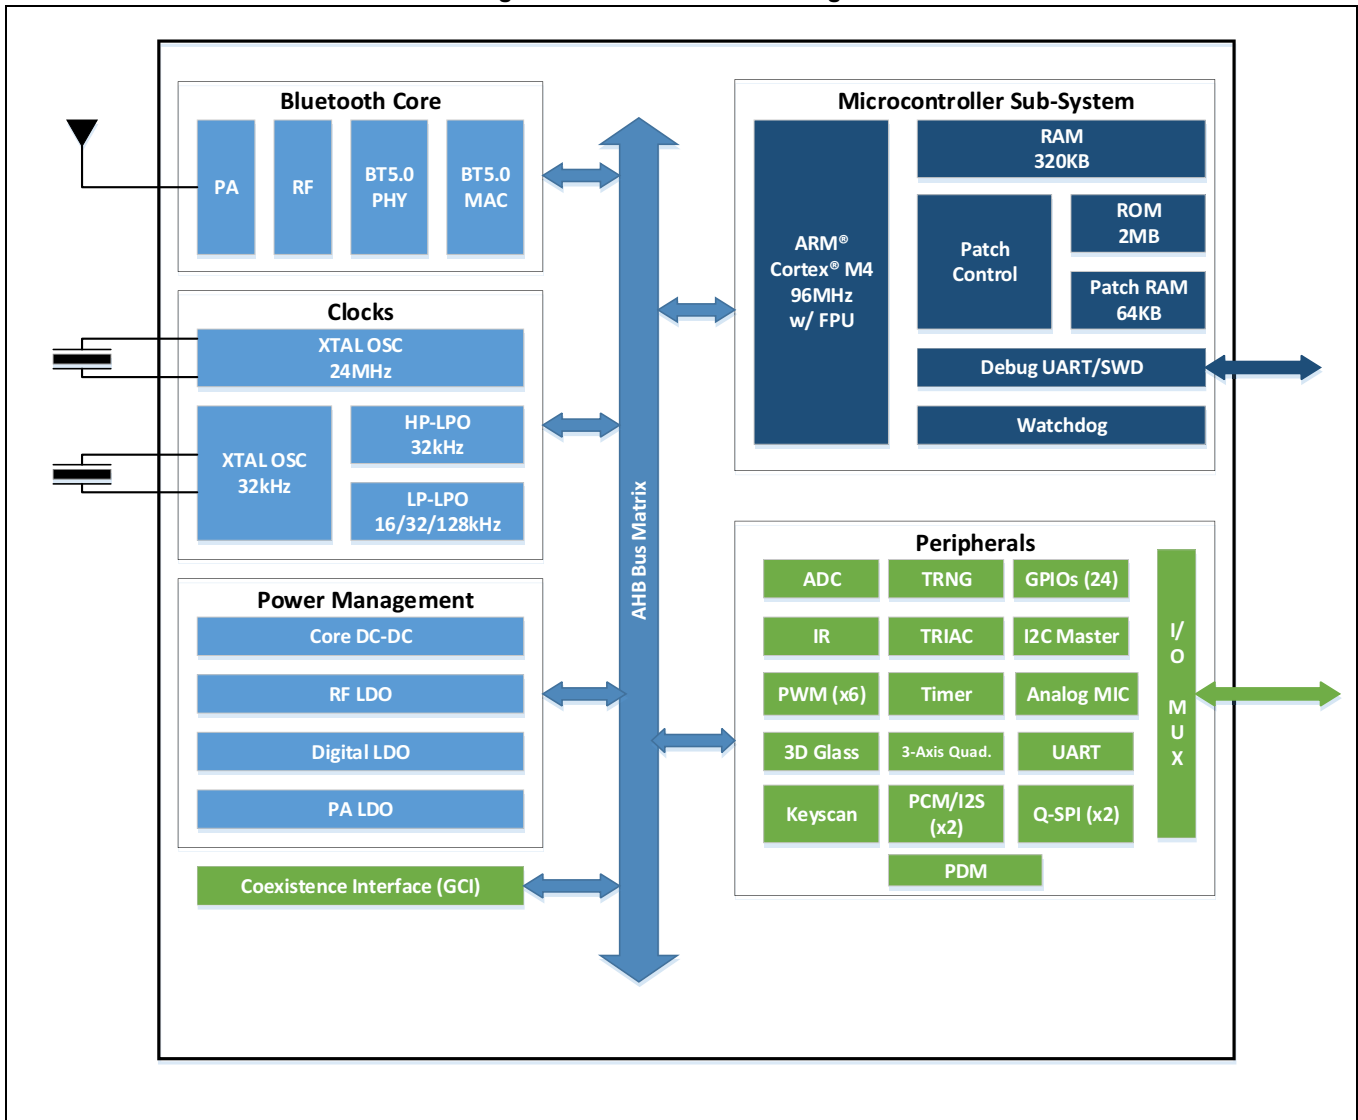 Bluetooth Core
PA
RF
BT5.0
PHY
BT5.0
MAC
Clocks
XTAL OSC
24MHz
XTAL OSC
32kHz
HP-LPO
32kHz
LP-LPO
16/32/128kHz
Power Management
Core DC-DC
RF LDO
Digital LDO
PA LDO
Coexistence Interface (GCI)
AHB Bus Matrix
Microcontroller Sub-System
ARM®
Cortex® M4
96MHz
w/ FPU
RAM
320KB
Patch
Control
ROM
2MB
Patch RAM
64KB
Debug UART/SWD
Watchdog
Peripherals
ADC
TRNG
GPIOs (24)
IR
TRIAC
I2C Master
PWM (x6)
Timer
Analog MIC
3D Glass
3-Axis Quad.
UART
Keyscan
PCM/I2S
(x2)
Q-SPI (x2)
PDM
I/
O
M
U
X